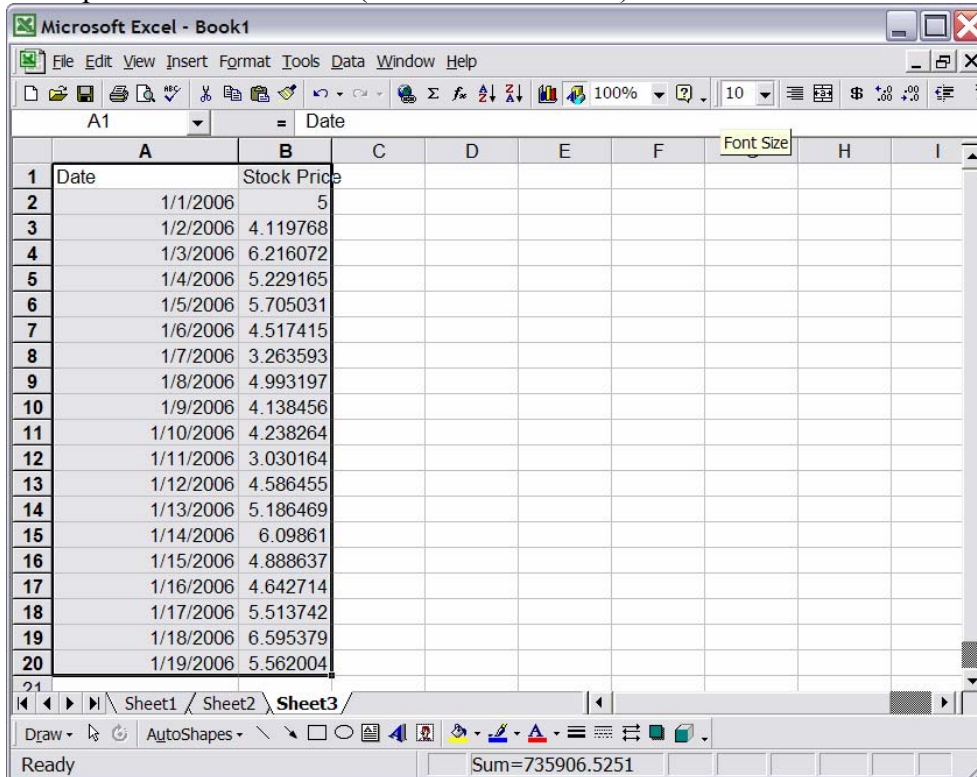 Microsoft Excel - Book1
File Edit View Insert Format Tools Data Window Help
100% 10
A1 = Date
Font Size
A B C D E F H I
1 Date Stock Price
2 1/1/2006 5
3 1/2/2006 4.119768
4 1/3/2006 6.216072
5 1/4/2006 5.229165
6 1/5/2006 5.705031
7 1/6/2006 4.517415
8 1/7/2006 3.263593
9 1/8/2006 4.993197
10 1/9/2006 4.138456
11 1/10/2006 4.238264
12 1/11/2006 3.030164
13 1/12/2006 4.586455
14 1/13/2006 5.186469
15 1/14/2006 6.09861
16 1/15/2006 4.888637
17 1/16/2006 4.642714
18 1/17/2006 5.513742
19 1/18/2006 6.595379
20 1/19/2006 5.562004
21
Sheet1 Sheet2 Sheet3
Draw AutoShapes
Ready Sum=735906.5251